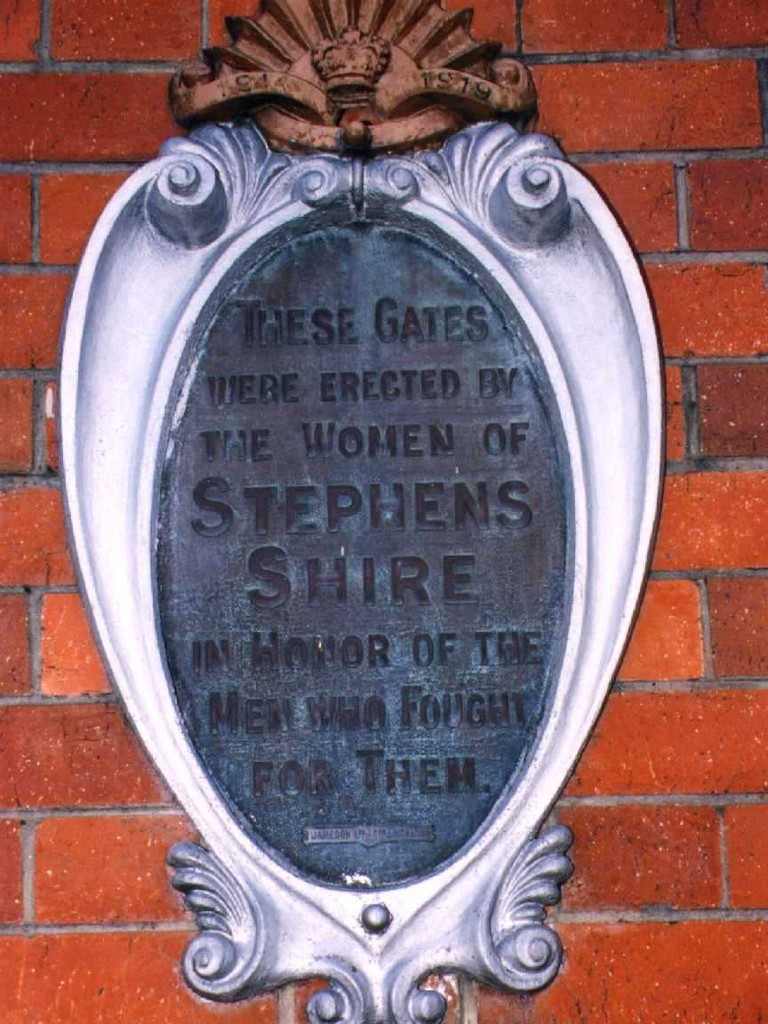 1919
THESE GATES
WERE ERECTED BY
THE WOMEN OF
STEPHENS
SHIRE
IN HONOR OF THE
MEN WHO FOUGHT
FOR THEM.